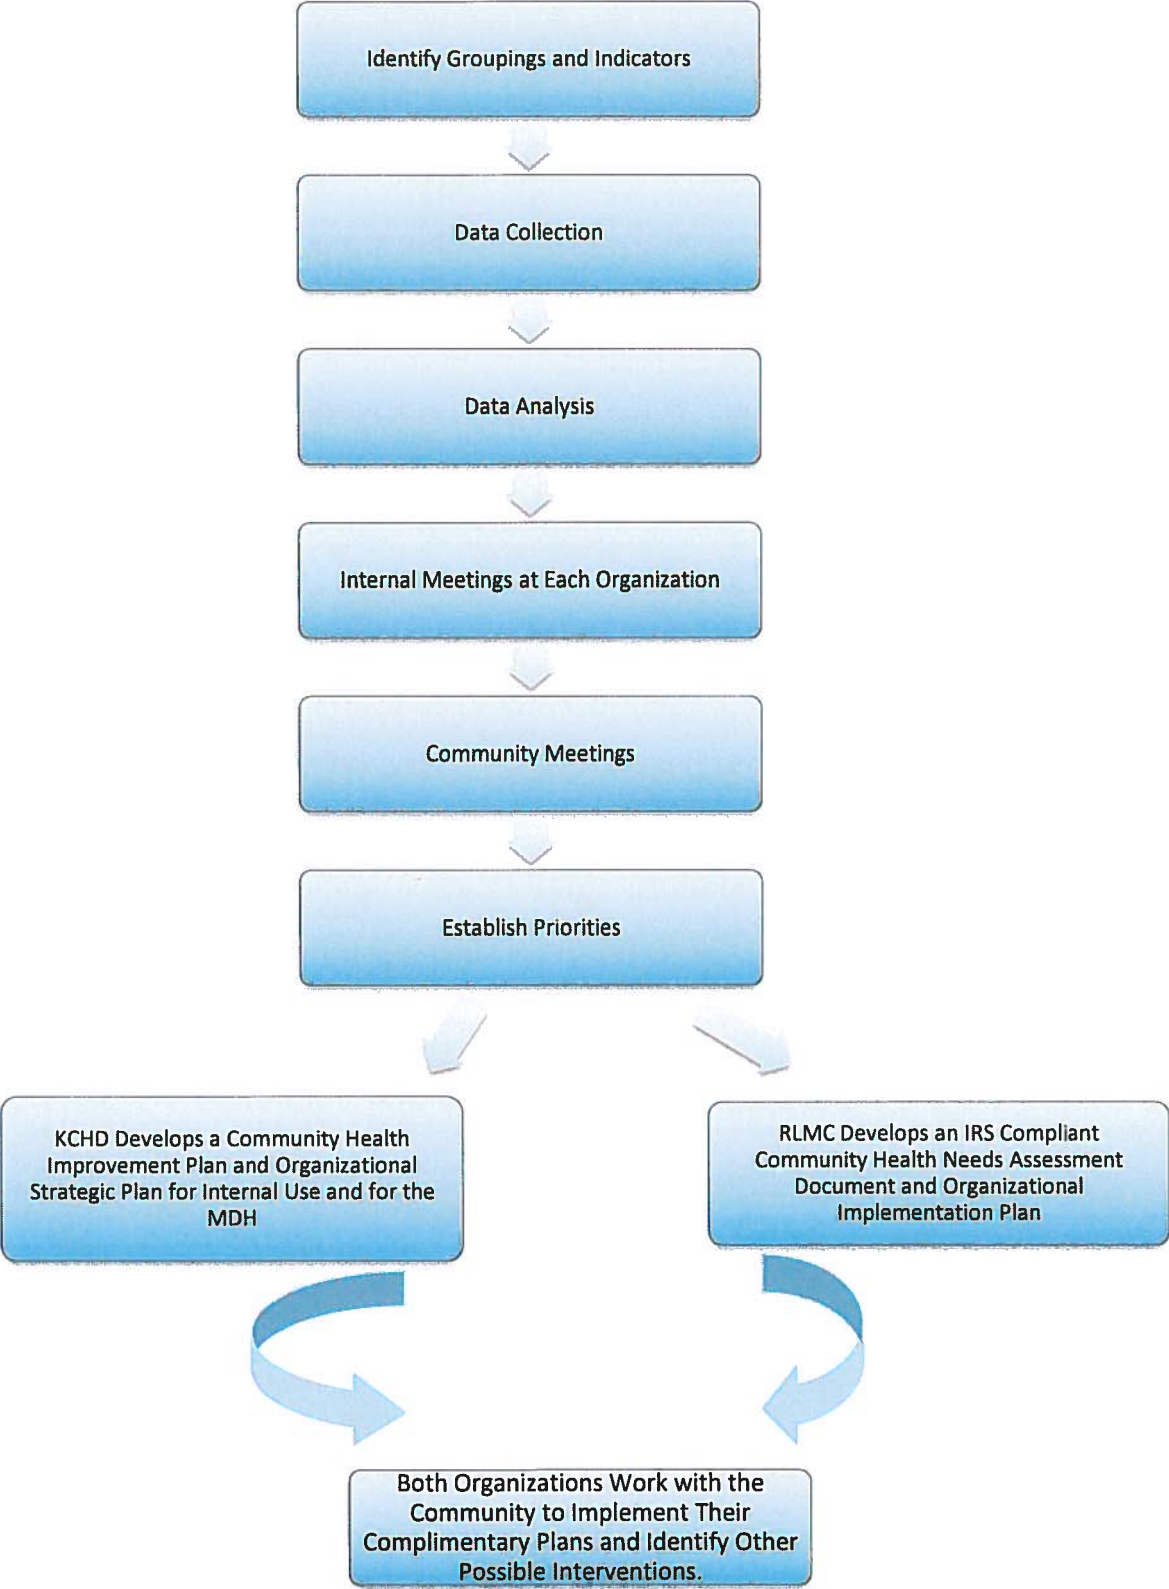 Identify Groupings and Indicators
Data Collection
Data Analysis
Internal Meetings at Each Organization
Community Meetings
Establish Priorities
KCHD Develops a Community Health
Improvement Plan and Organizational
Strategic Plan for Internal Use and for the
MDH
RLMC Develops an IRS Compliant
Community Health Needs Assessment
Document and Organizational
Implementation Plan
Both Organizations Work with the
Community to Implement Their
Complimentary Plans and Identify Other
Possible Interventions.